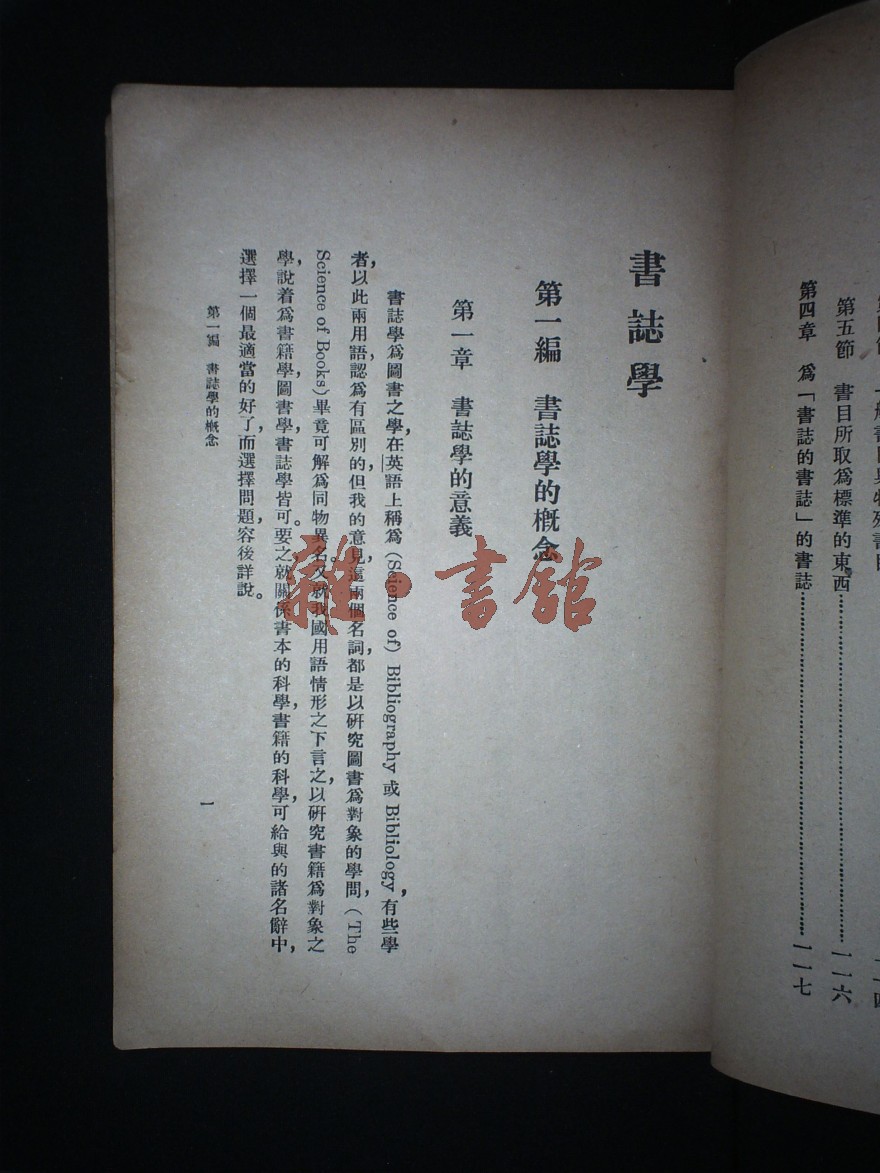 第五節　書目所取爲標準的東西……………………一一六
第四章　爲「書誌的書誌」的書誌……………………一一七
書誌學
第一編　書誌學的概念
第一章　書誌學的意義
書誌學爲圖書之學，在英語上稱爲(Science of) Bibliography 或 Bibliology，有些學
者，以此兩用語，認爲有區別的，但我的意見，這兩個名詞，都是以研究圖書爲對象的學問，(The
Science of Books)畢竟可解爲同物異名。又就我國用語情形之下言之，以研究書籍爲對象之
學，說着爲書籍學，圖書學，書誌學皆可。要之就關係書本的科學，書籍的科學，可給與的諸名辭中，
選擇一個最適當的好了，而選擇問題，容後詳說。
第一編　書誌學的概念
一
雜·書館